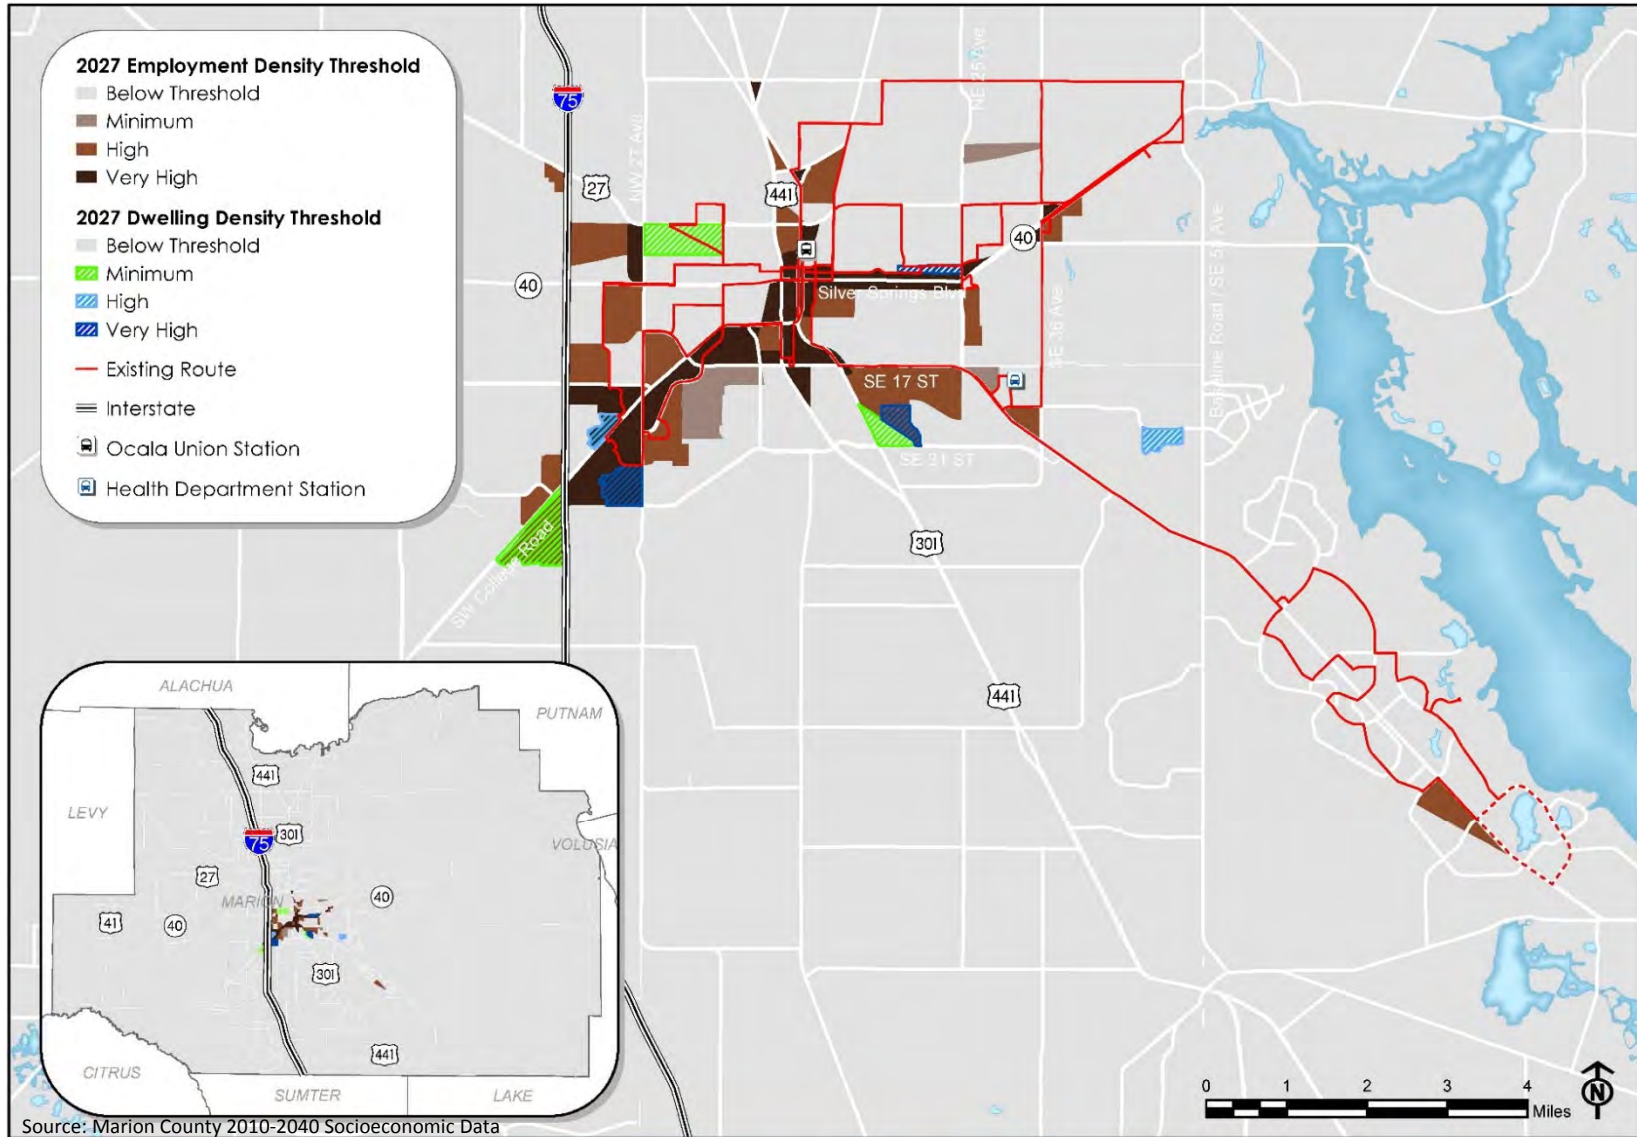 2027 Employment Density Threshold
Below Threshold
Minimum
High
Very High
2027 Dwelling Density Threshold
Below Threshold
Minimum
High
Very High
Existing Route
Interstate
Ocala Union Station
Health Department Station
75
27
NW 27 Ave
441
NE 25 Ave
40
40
Silver Springs Blvd
SE 36 Ave
Baseline Road / SE 58 Ave
SE 17 ST
SE 31 ST
SW College Road
301
441
ALACHUA
PUTNAM
LEVY
VOLUSIA
MARION
CITRUS
SUMTER
LAKE
441
75
301
27
40
41
40
301
441
0 1 2 3 4
Miles
N
Source: Marion County 2010-2040 Socioeconomic Data